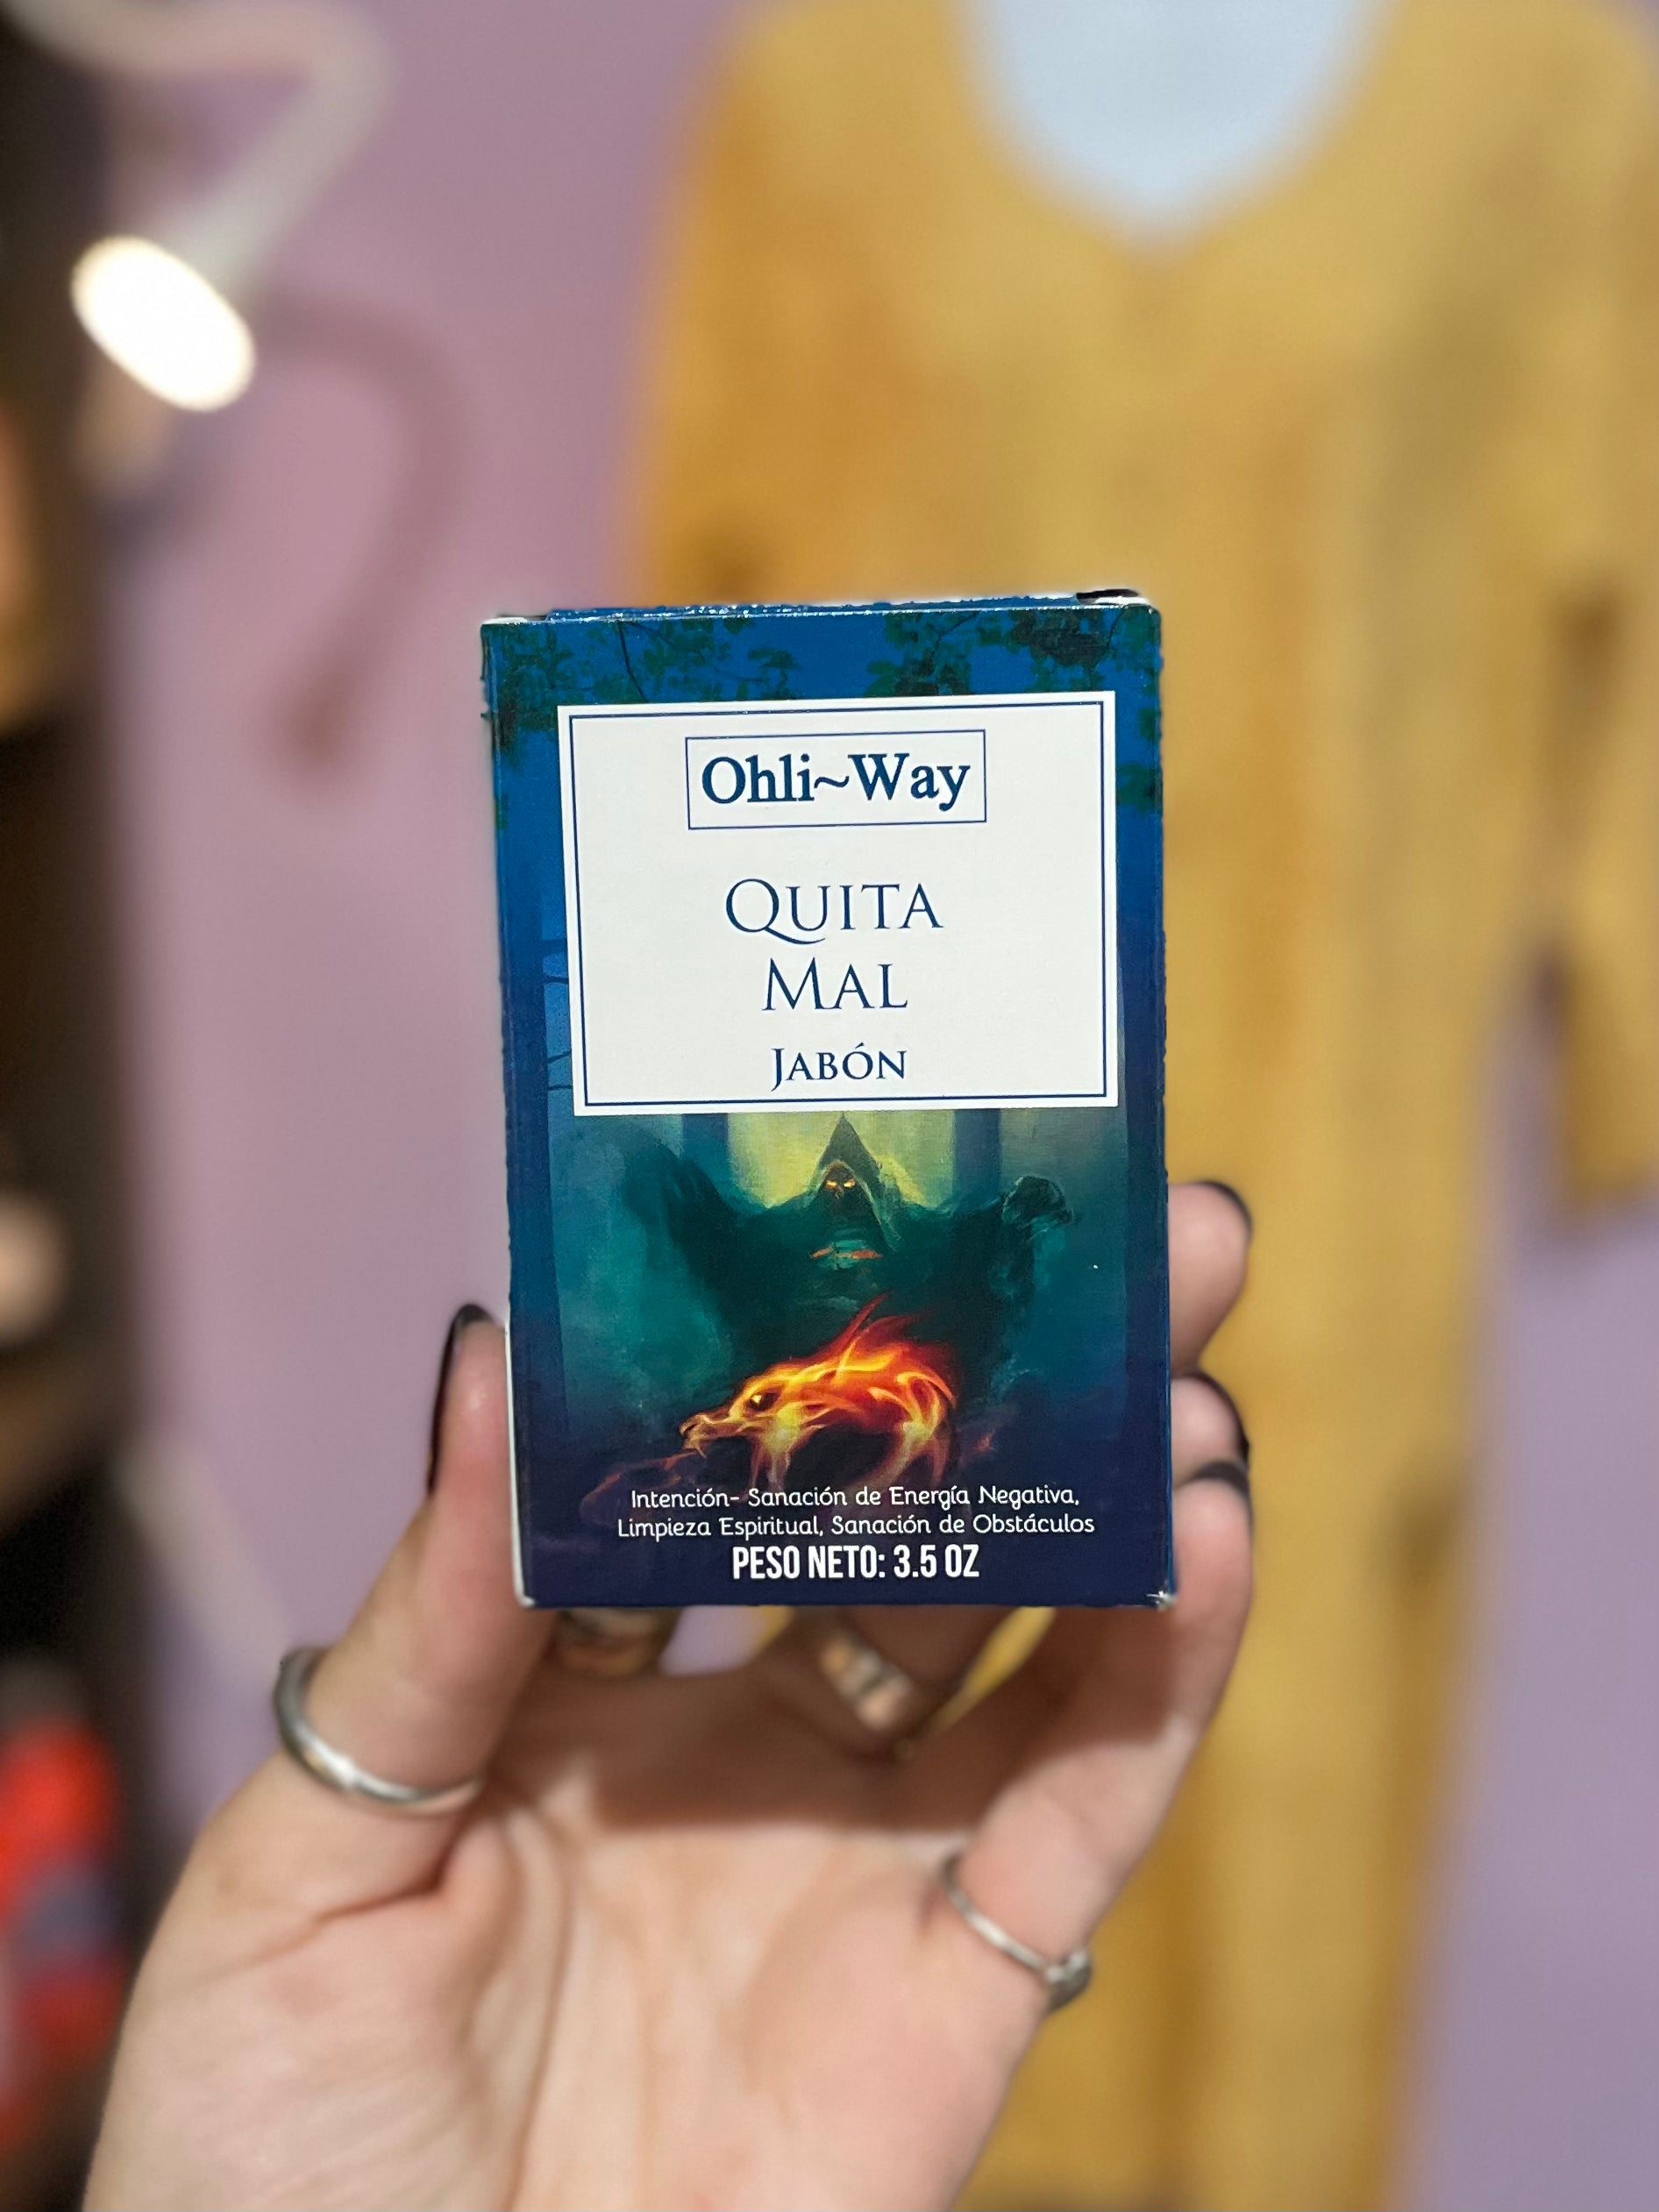 Ohli~Way
QUITA
MAL
JABÓN
Intención- Sanación de Energía Negativa,
Limpieza Espiritual, Sanación de Obstáculos
PESO NETO: 3.5 OZ